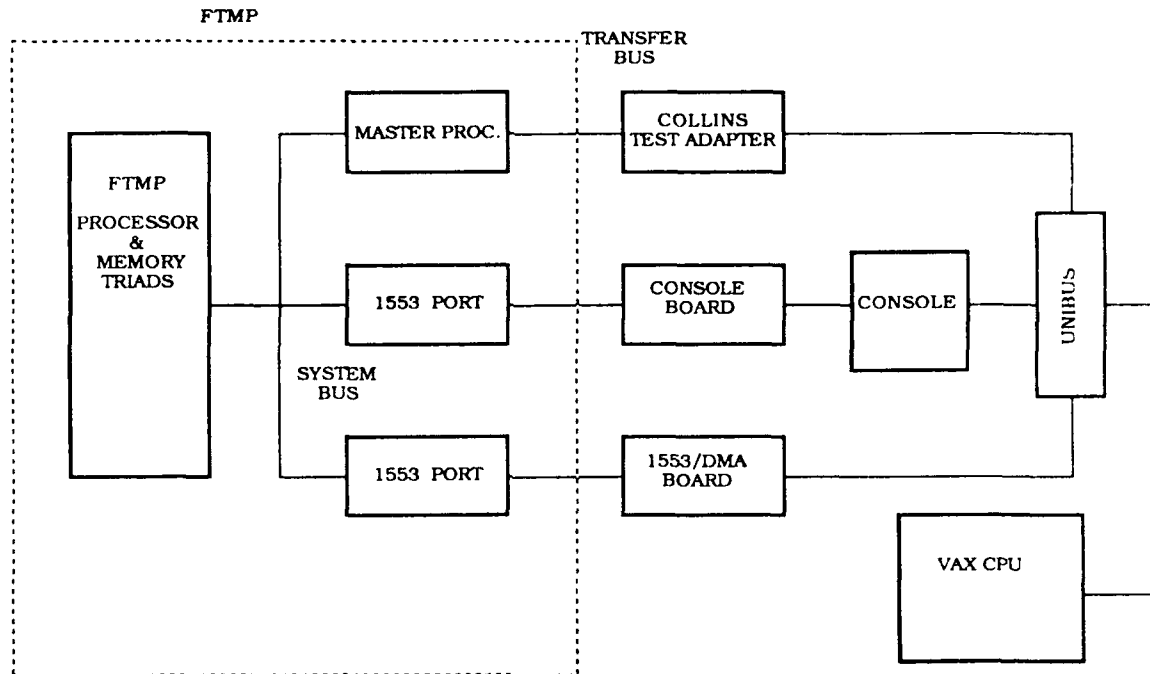 FTMP
TRANSFER
BUS
MASTER PROC.
COLLINS
TEST ADAPTER
FTMP
PROCESSOR
&
MEMORY
TRIADS
1553 PORT
CONSOLE
BOARD
CONSOLE
UNIBUS
SYSTEM
BUS
1553 PORT
1553/DMA
BOARD
VAX CPU